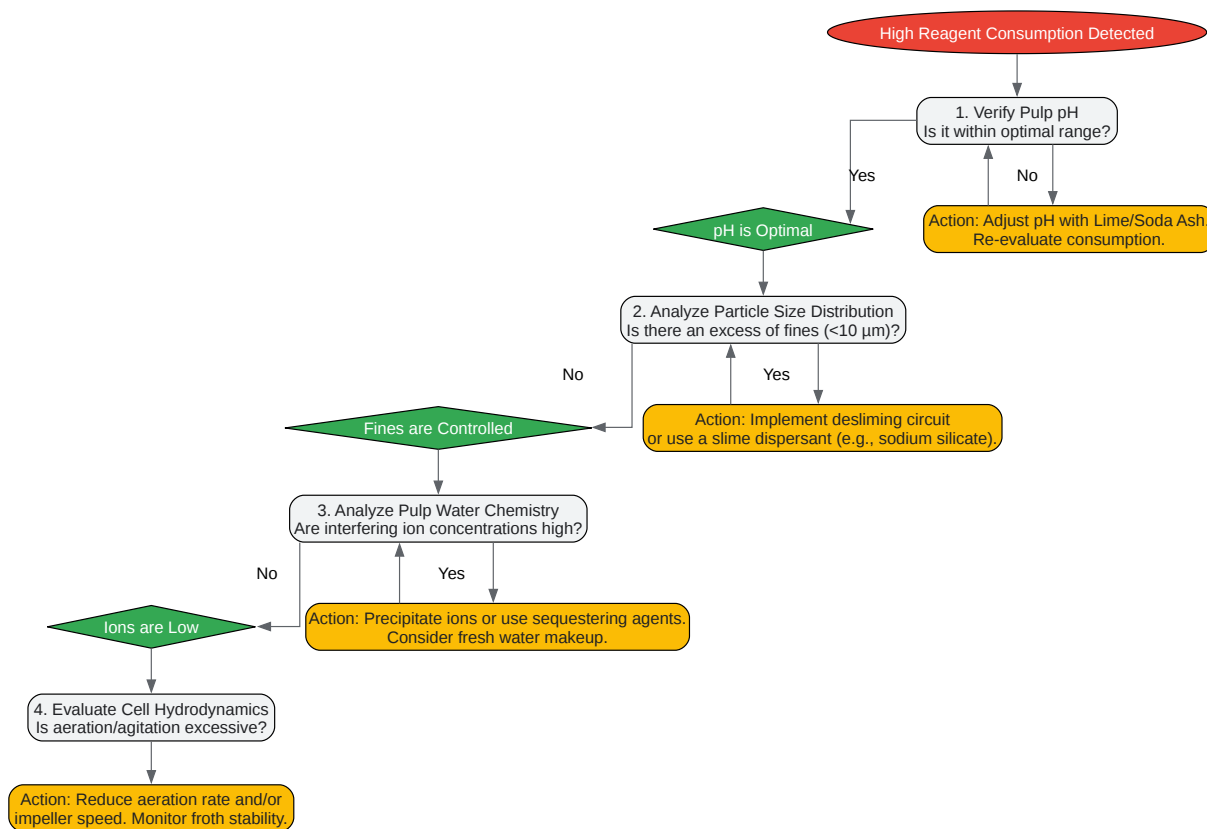 High Reagent Consumption Detected
1. Verify Pulp pH
Is it within optimal range?
Yes
No
pH is Optimal
Action: Adjust pH with Lime/Soda Ash.
Re-evaluate consumption.
2. Analyze Particle Size Distribution
Is there an excess of fines (<10 µm)?
No
Yes
Fines are Controlled
Action: Implement desliming circuit
or use a slime dispersant (e.g., sodium silicate).
3. Analyze Pulp Water Chemistry
Are interfering ion concentrations high?
No
Yes
Ions are Low
Action: Precipitate ions or use sequestering agents.
Consider fresh water makeup.
4. Evaluate Cell Hydrodynamics
Is aeration/agitation excessive?
Action: Reduce aeration rate and/or
impeller speed. Monitor froth stability.